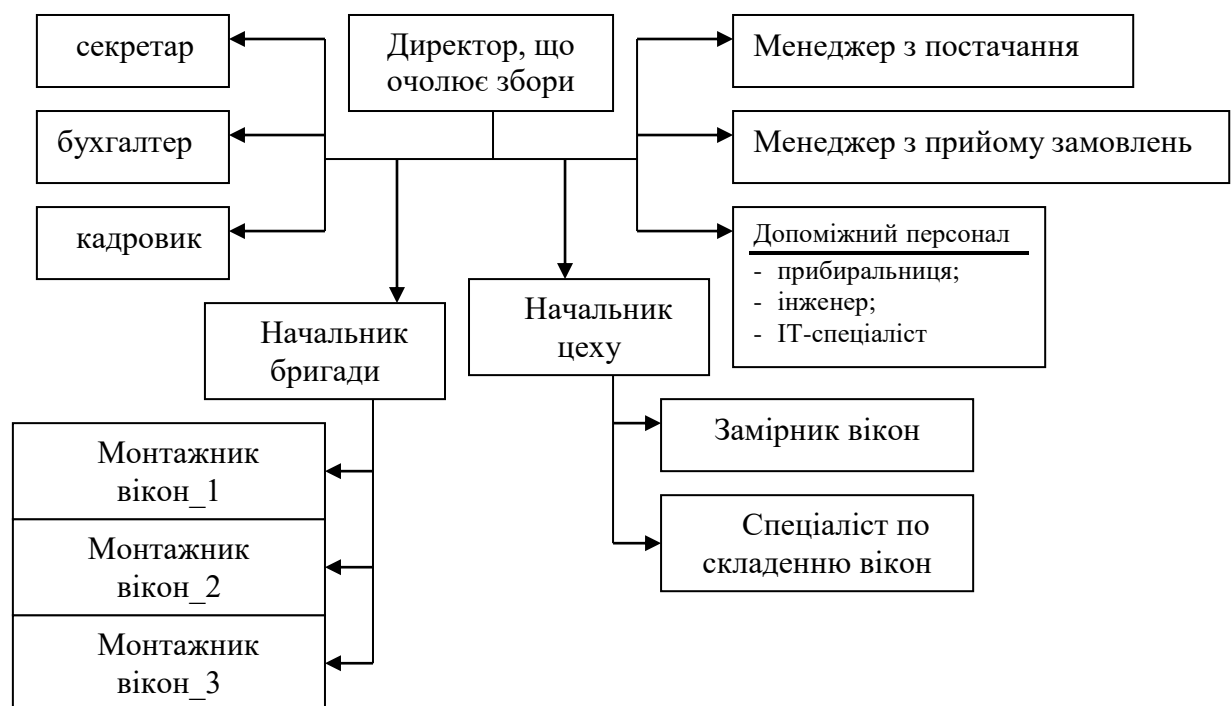 секретар
Директор, що
очолює збори
Менеджер з постачання
бухгалтер
Менеджер з прийому замовлень
кадровик
Допоміжний персонал
- прибиральниця;
- інженер;
- ІТ-спеціаліст
Начальник
бригади
Начальник
цеху
Замірник вікон
Спеціаліст по
складенню вікон
Монтажник
вікон_1
Монтажник
вікон_2
Монтажник
вікон_3